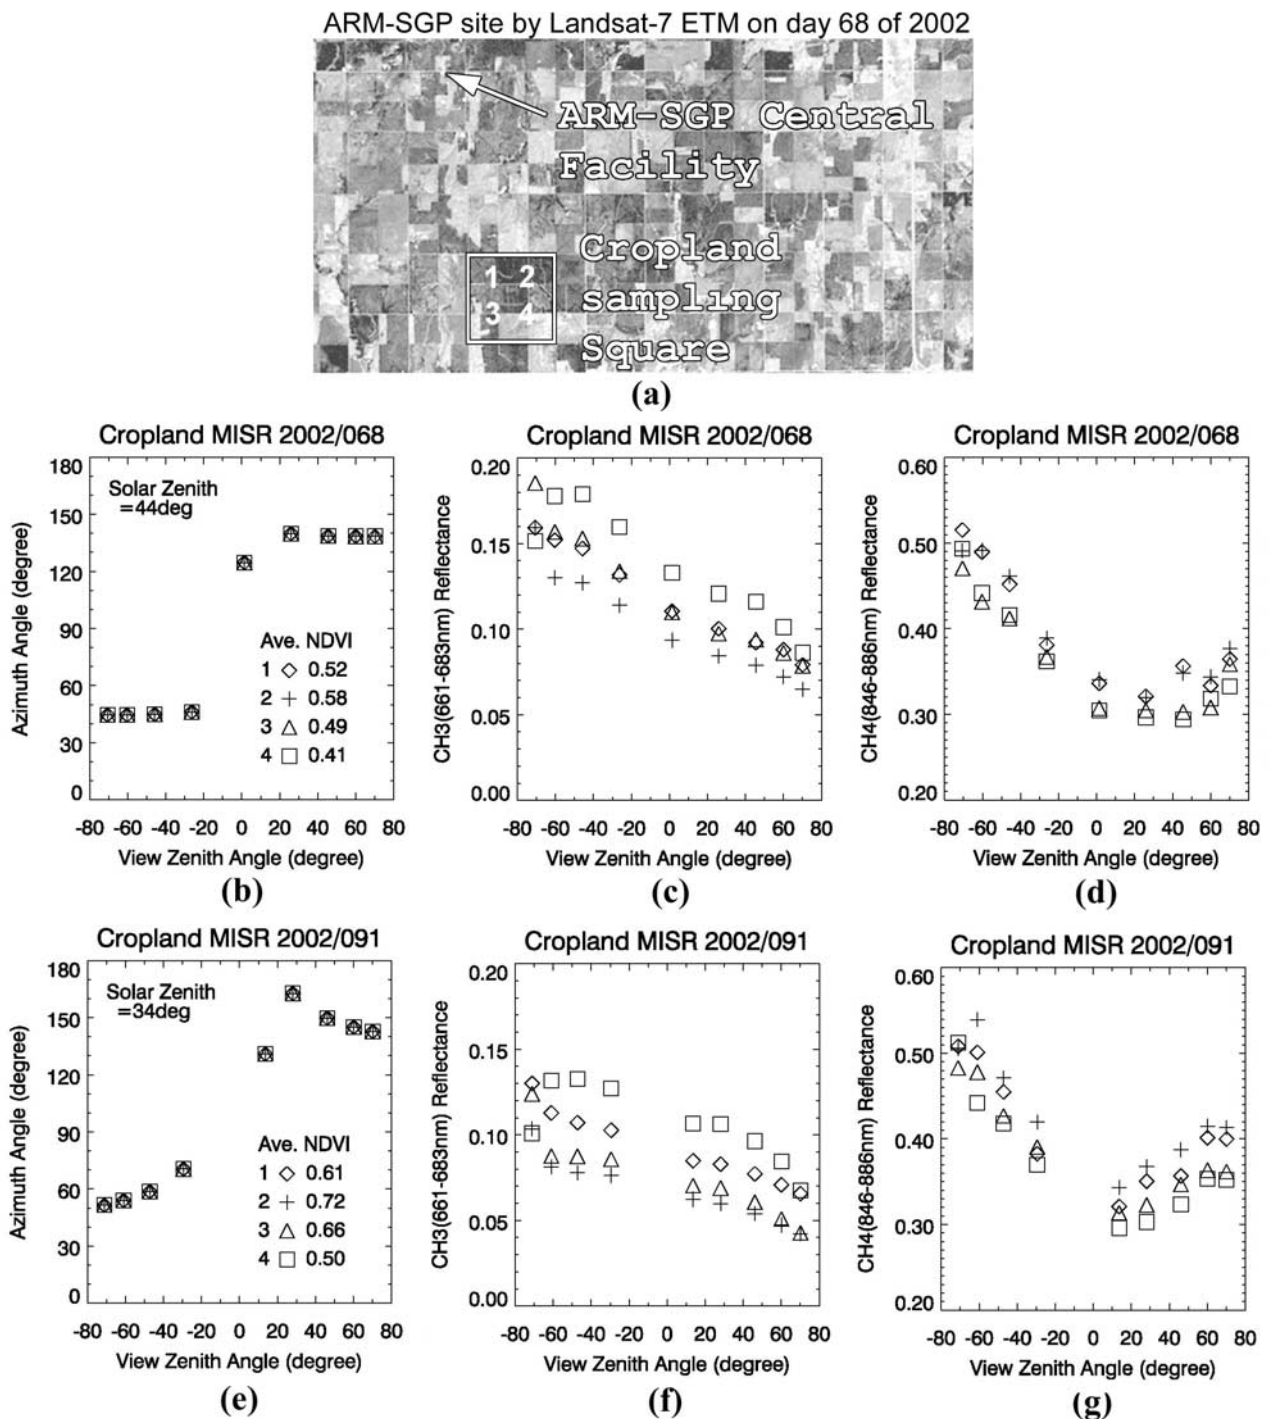 ARM-SGP site by Landsat-7 ETM on day 68 of 2002
ARM-SGP Central
Facility
Cropland
sampling
Square
1 2
3 4
(a)
Cropland MISR 2002/068
Azimuth Angle (degree)
180
150
120
90
60
30
0
Solar Zenith
=44deg
Ave. NDVI
1 ◇ 0.52
2 + 0.58
3 △ 0.49
4 □ 0.41
-80 -60 -40 -20 0 20 40 60 80
View Zenith Angle (degree)
(b)
Cropland MISR 2002/068
CH3(661-683nm) Reflectance
0.20
0.15
0.10
0.05
0.00
-80 -60 -40 -20 0 20 40 60 80
View Zenith Angle (degree)
(c)
Cropland MISR 2002/068
CH4(846-886nm) Reflectance
0.60
0.50
0.40
0.30
0.20
-80 -60 -40 -20 0 20 40 60 80
View Zenith Angle (degree)
(d)
Cropland MISR 2002/091
Azimuth Angle (degree)
180
150
120
90
60
30
0
Solar Zenith
=34deg
Ave. NDVI
1 ◇ 0.61
2 + 0.72
3 △ 0.66
4 □ 0.50
-80 -60 -40 -20 0 20 40 60 80
View Zenith Angle (degree)
(e)
Cropland MISR 2002/091
CH3(661-683nm) Reflectance
0.20
0.15
0.10
0.05
0.00
-80 -60 -40 -20 0 20 40 60 80
View Zenith Angle (degree)
(f)
Cropland MISR 2002/091
CH4(846-886nm) Reflectance
0.60
0.50
0.40
0.30
0.20
-80 -60 -40 -20 0 20 40 60 80
View Zenith Angle (degree)
(g)